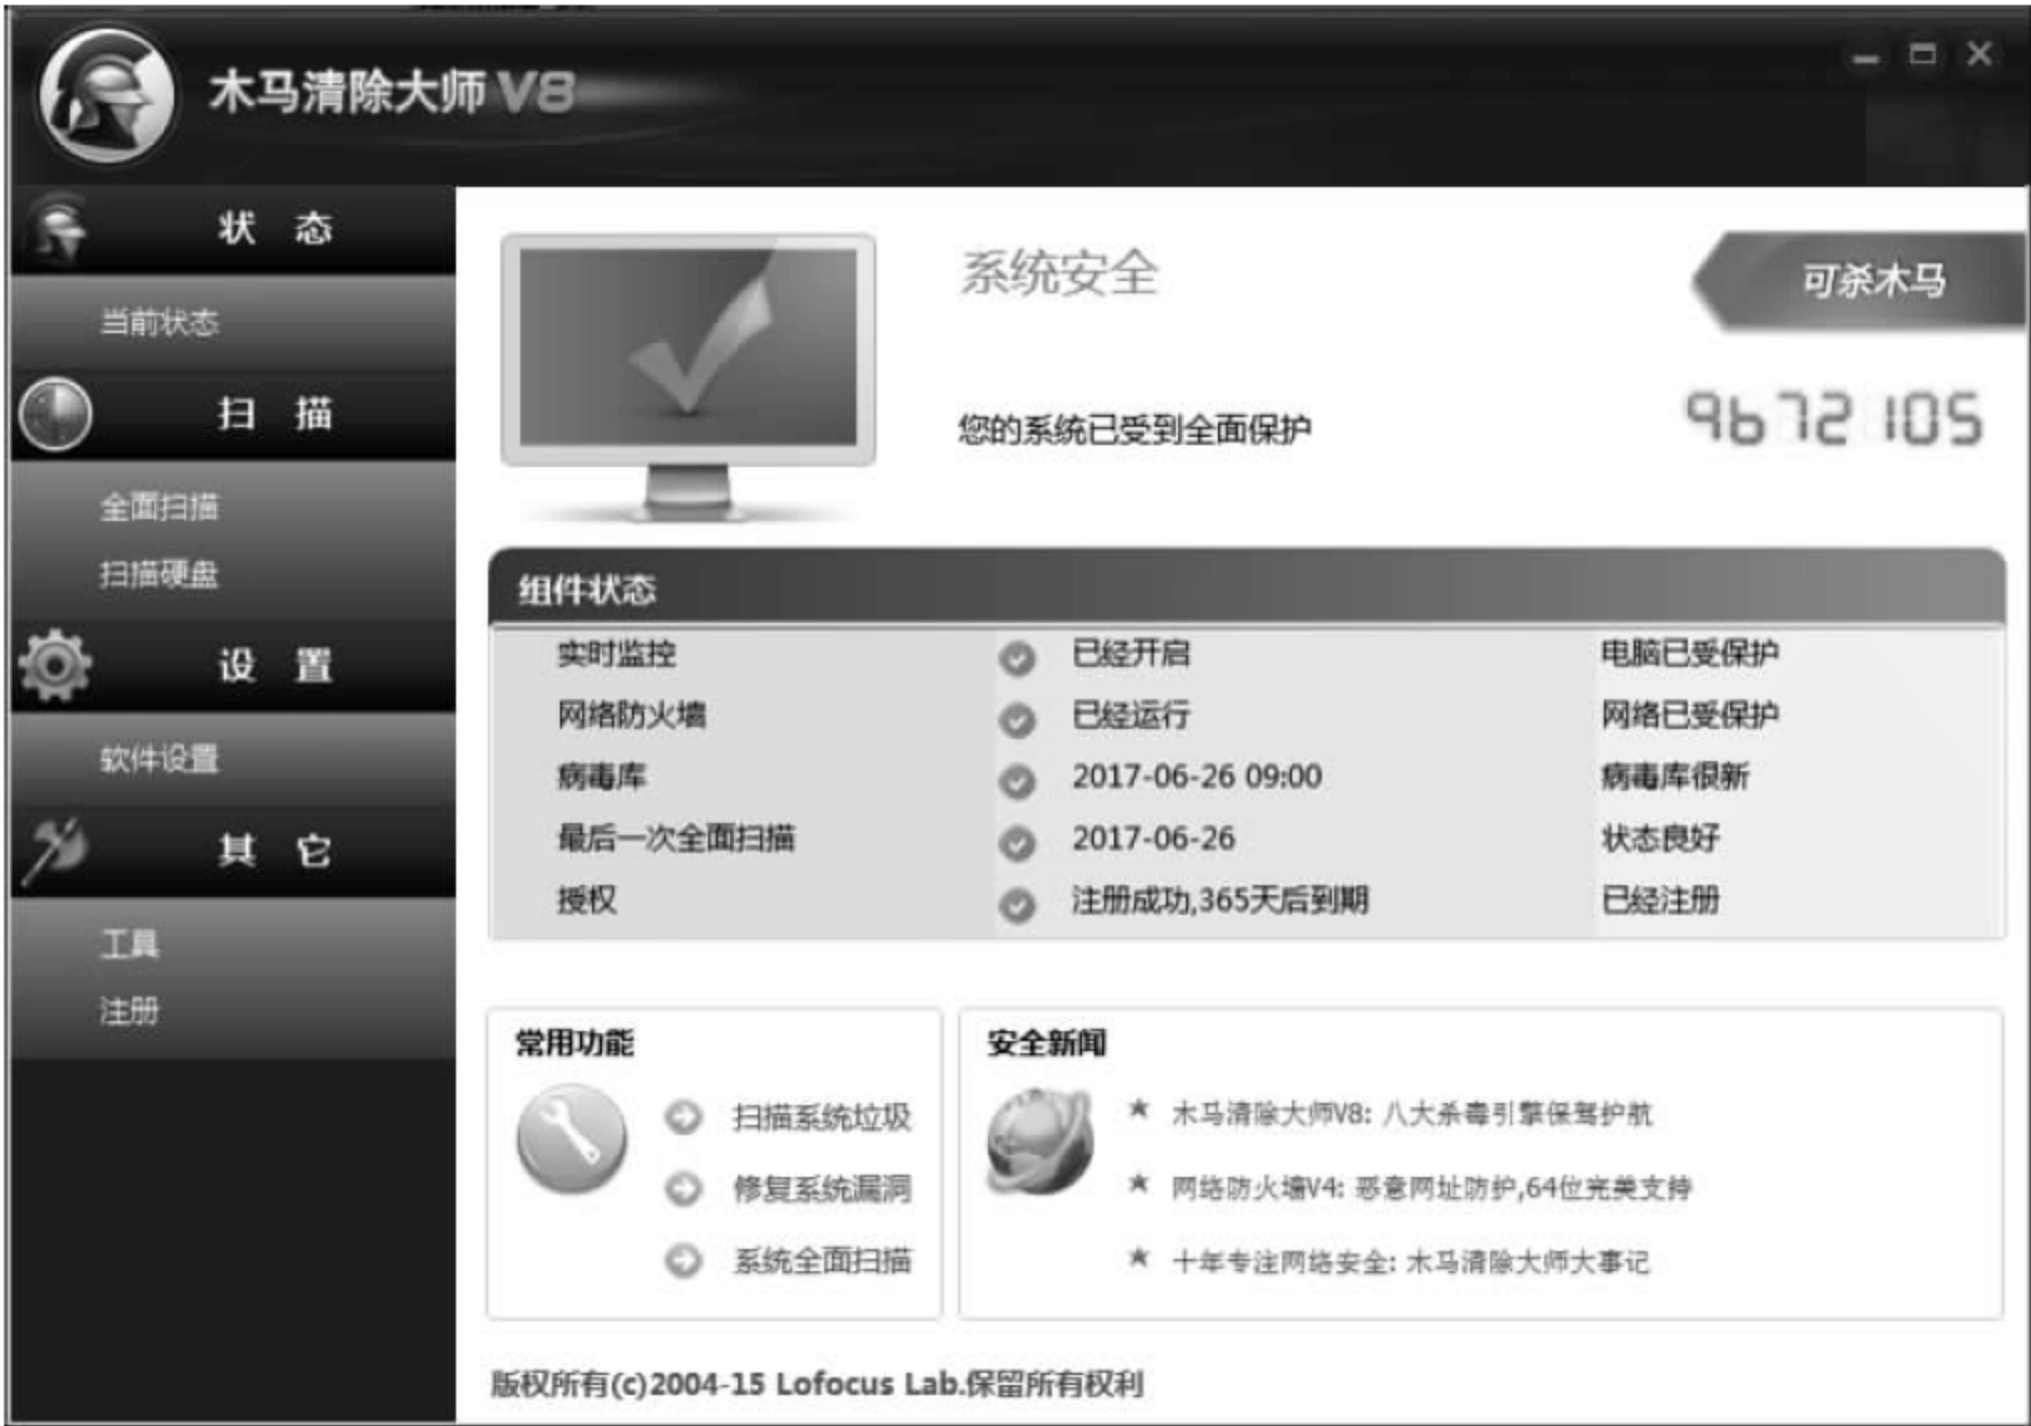 木马清除大师 V8
状 态
当前状态
扫 描
全面扫描
扫描硬盘
设 置
软件设置
其 它
工具
注册
系统安全
可杀木马
您的系统已受到全面保护
9672105
组件状态
实时监控 已经开启 电脑已受保护
网络防火墙 已经运行 网络已受保护
病毒库 2017-06-26 09:00 病毒库很新
最后一次全面扫描 2017-06-26 状态良好
授权 注册成功,365天后到期 已经注册
常用功能
扫描系统垃圾
修复系统漏洞
系统全面扫描
安全新闻
★ 木马清除大师V8: 八大杀毒引擎保驾护航
★ 网络防火墙V4: 恶意网址防护,64位完美支持
★ 十年专注网络安全: 木马清除大师大事记
版权所有(c)2004-15 Lofocus Lab.保留所有权利